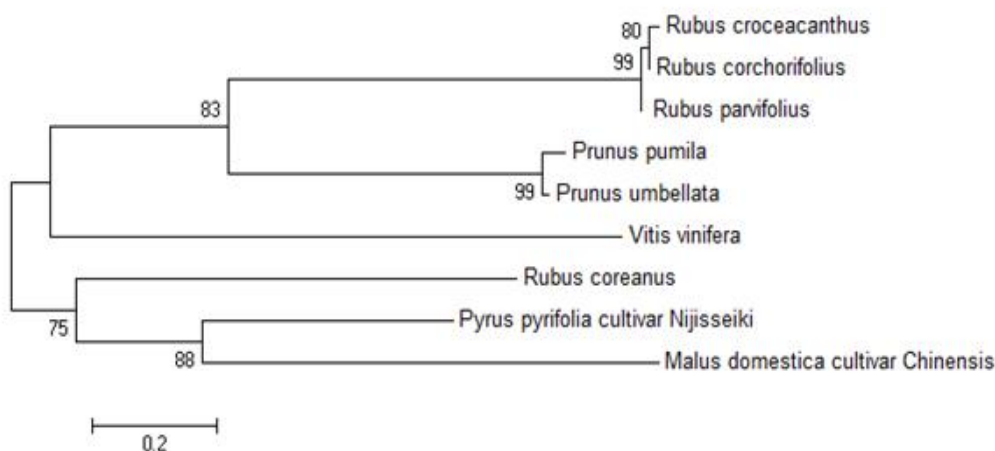 80
Rubus croceacanthus
99
Rubus corchorifolius
83
Rubus parvifolius
Prunus pumila
99
Prunus umbellata
Vitis vinifera
Rubus coreanus
75
Pyrus pyrifolia cultivar Nijisseiki
88
Malus domestica cultivar Chinensis
0.2